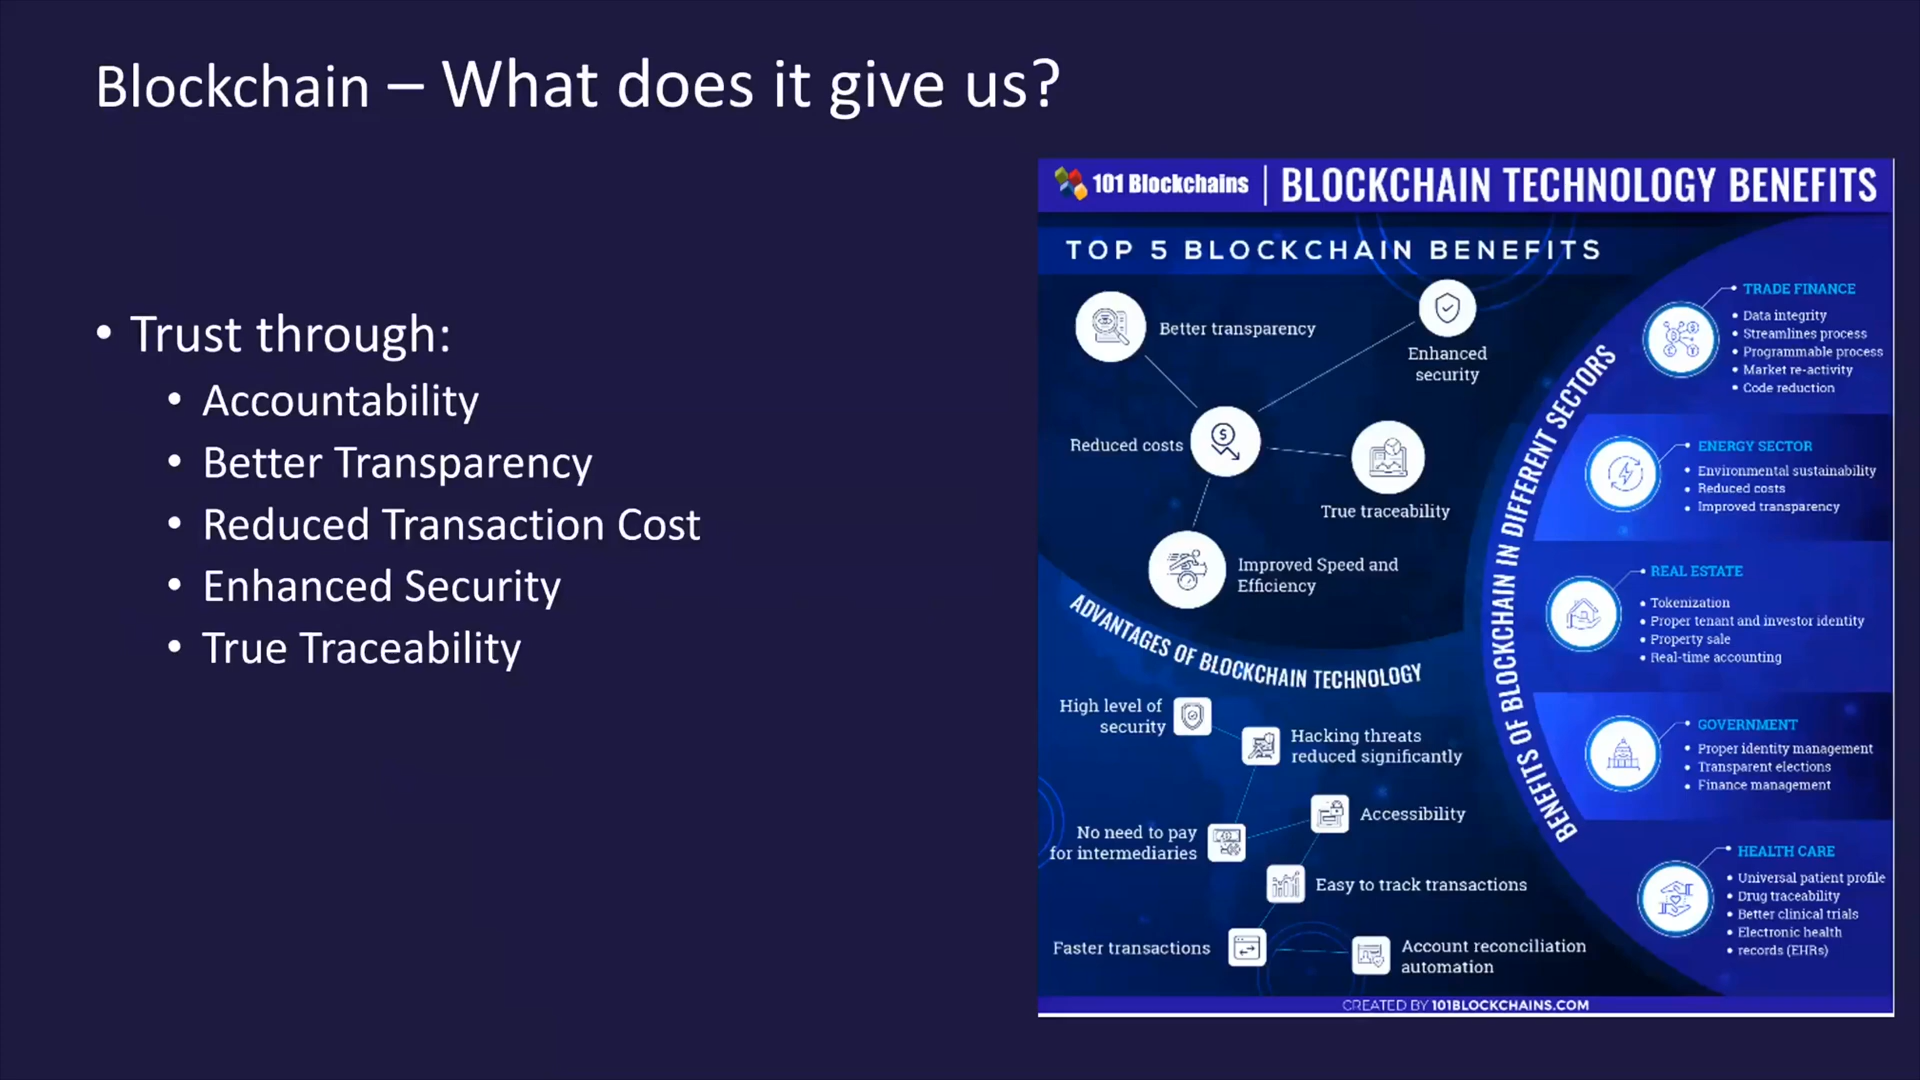 Blockchain – What does it give us?
• Trust through:
• Accountability
• Better Transparency
• Reduced Transaction Cost
• Enhanced Security
• True Traceability
101 Blockchains | BLOCKCHAIN TECHNOLOGY BENEFITS
TOP 5 BLOCKCHAIN BENEFITS
Better transparency
Enhanced
security
Reduced costs
True traceability
Improved Speed and
Efficiency
ADVANTAGES OF BLOCKCHAIN TECHNOLOGY
High level of
security
Hacking threats
reduced significantly
Accessibility
No need to pay
for intermediaries
Easy to track transactions
Faster transactions
Account reconciliation
automation
BENEFITS OF BLOCKCHAIN IN DIFFERENT SECTORS
• TRADE FINANCE
• Data integrity
• Streamlines process
• Programmable process
• Market re-activity
• Code reduction
• ENERGY SECTOR
• Environmental sustainability
• Reduced costs
• Improved transparency
• REAL ESTATE
• Tokenization
• Proper tenant and investor identity
• Property sale
• Real-time accounting
• GOVERNMENT
• Proper identity management
• Transparent elections
• Finance management
• HEALTH CARE
• Universal patient profile
• Drug traceability
• Better clinical trials
• Electronic health
• records (EHRs)
CREATED BY 101BLOCKCHAINS.COM